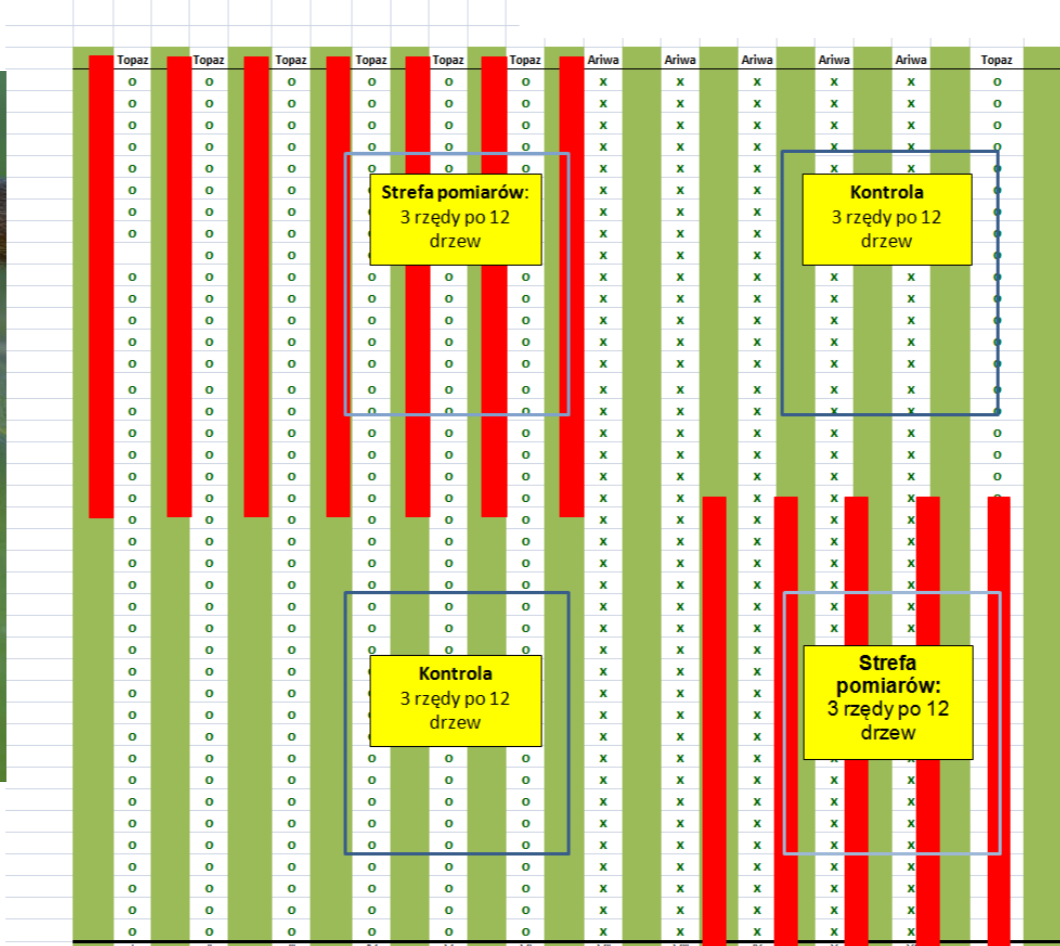 Topaz Topaz Topaz Topaz Topaz Topaz Ariwa Ariwa Ariwa Ariwa Ariwa Topaz
o o o o o o x x x x x o
o o o o o o x x x x x o
o o o o o o x x x x x o
o o o o o o x x x x x o
o o o o o o x x x x x o
Strefa pomiarów:
3 rzędy po 12
drzew
Kontrola
3 rzędy po 12
drzew
o o o x x x o
o o o x x x o
o o o x x x o
o o x x x o
o o o o o o x x x x x o
o o o o o o x x x x x o
o o o o o o x x x x x o
o o o o o o x x x x x o
o o o o o o x x x x x o
o o o o o o x x x x x o
o o o o o o x x x x x o
o o o o o o x x x x x o
o o o o o o x x x x x o
o o o o o o x x x x x o
o o o o o o x x x x x
o o o o o o x x x x x
o o o o o o x x x x x
o o o o o o x x x x x
o o o o o o x x x x x
o o o o o o x x x x x
o o o o o o x x x x x
o o o o o o x x x x
Kontrola
3 rzędy po 12
drzew
Strefa
pomiarów:
3 rzędy po 12
drzew
o o o x x x
o o o x x x
o o o x x x
o o o x x x
o o o o o o x x x
o o o o o o x x x x x
o o o o o o x x x x x
o o o o o o x x x x x
o o o o o o x x x x x
o o o o o o x x x x x
o o o o o o x x x x x
o o o o o o x x x x x
o o o o o o x x x x x